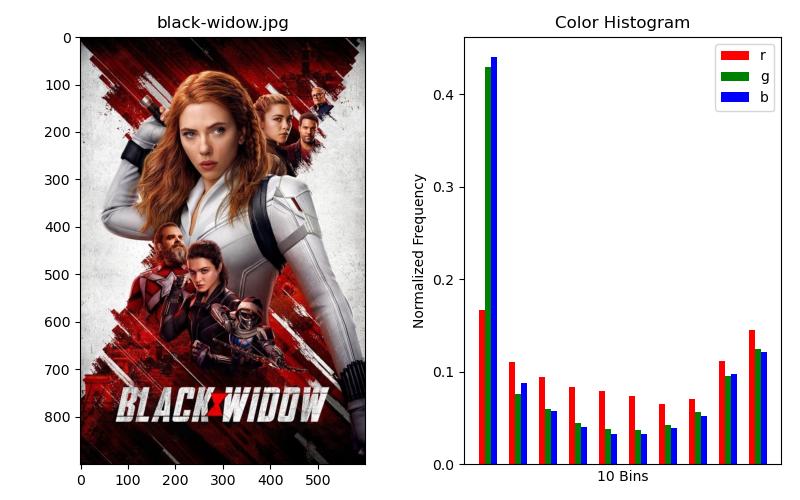 black-widow.jpg
0
100
200
300
400
500
600
700
800
0 100 200 300 400 500
BLACK WIDOW
Color Histogram
r
g
b
Normalized Frequency
0.4
0.3
0.2
0.1
0.0
10 Bins